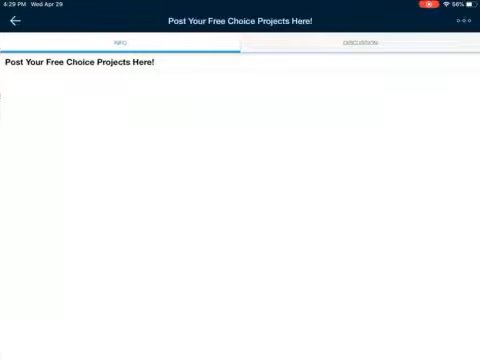 4:29 PM Wed Apr 29
56%
Post Your Free Choice Projects Here!
INFO
DISCUSSION
Post Your Free Choice Projects Here!